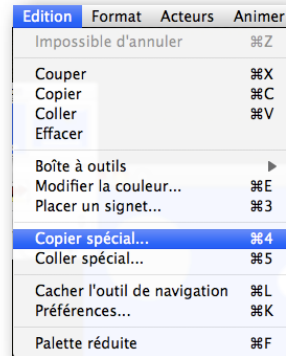 Edition Format Acteurs Animer
Impossible d'annuler ⌘Z
Couper ⌘X
Copier ⌘C
Coller ⌘V
Effacer
Boîte à outils ▶
Modifier la couleur... ⌘E
Placer un signet... ⌘3
Copier spécial... ⌘4
Coller spécial... ⌘5
Cacher l'outil de navigation ⌘L
Préférences... ⌘K
Palette réduite ⌘F